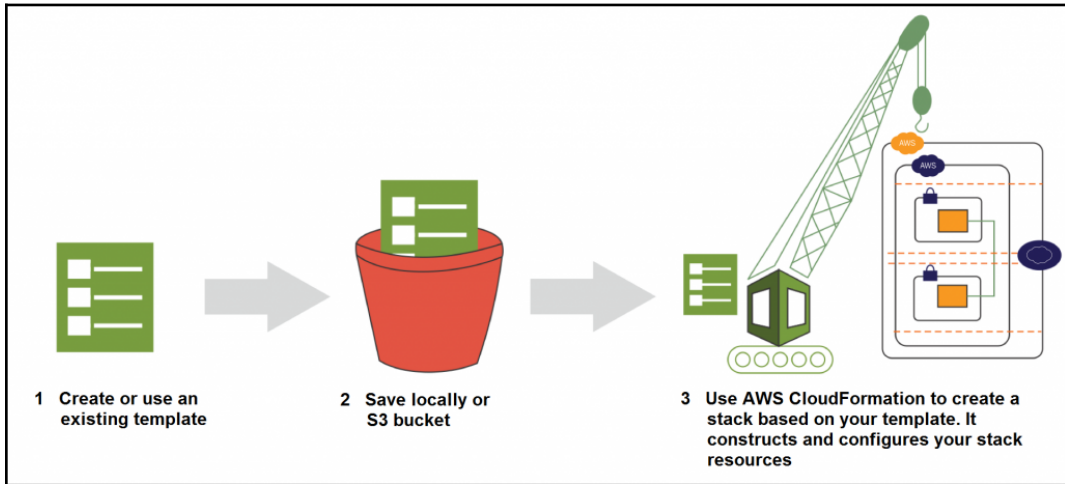 AWS
AWS
1 Create or use an
existing template
2 Save locally or
S3 bucket
3 Use AWS CloudFormation to create a
stack based on your template. It
constructs and configures your stack
resources